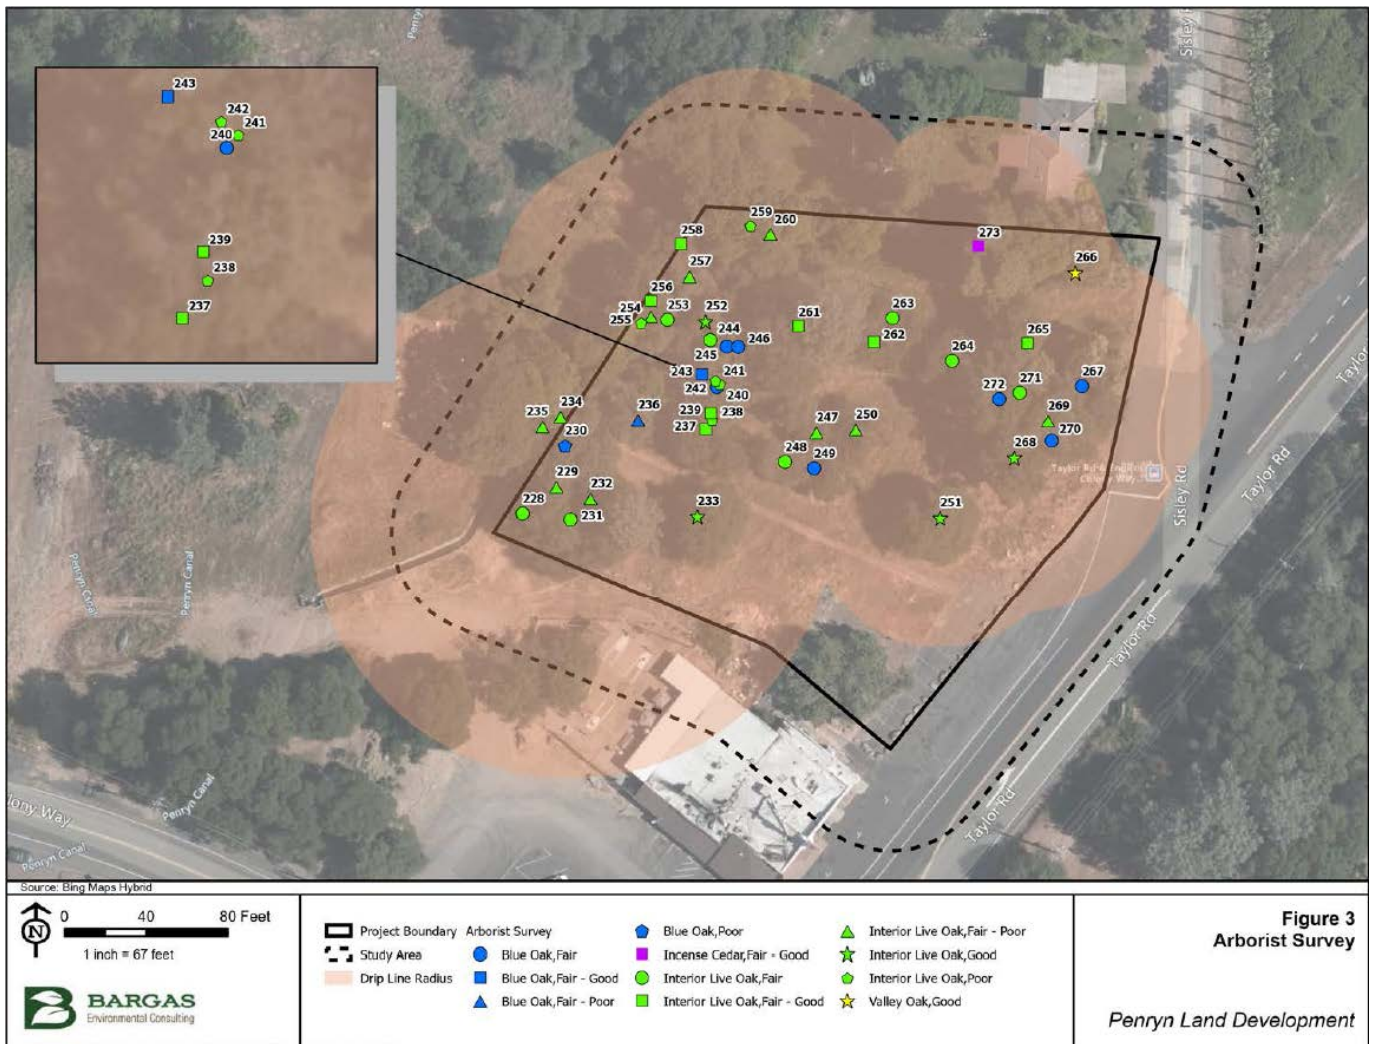 Penryn
Sisley R
243
242
241
240
239
238
237
259
260
258
273
257
266
256
254
253
252
263
255
244
261
246
262
265
245
264
243
241
267
242
240
272
271
235
234
236
239
238
247
250
269
230
237
270
248
249
268
229
232
228
231
233
251
Taylor Rd
Taylor Rd
Sisley Rd
Penryn Canal
Penryn Canal
Taylor Rd
Taylor Rd
Penryn Canal
lony Way
Penryn Canal
Source: Bing Maps Hybrid
N
0 40 80 Feet
1 inch = 67 feet
BARGAS
Environmental Consulting
Project Boundary
Study Area
Drip Line Radius
Arborist Survey
Blue Oak,Fair
Blue Oak,Fair - Good
Blue Oak,Fair - Poor
Blue Oak,Poor
Incense Cedar,Fair - Good
Interior Live Oak,Fair
Interior Live Oak,Fair - Good
Interior Live Oak,Fair - Poor
Interior Live Oak,Good
Interior Live Oak,Poor
Valley Oak,Good
Figure 3
Arborist Survey
Penryn Land Development